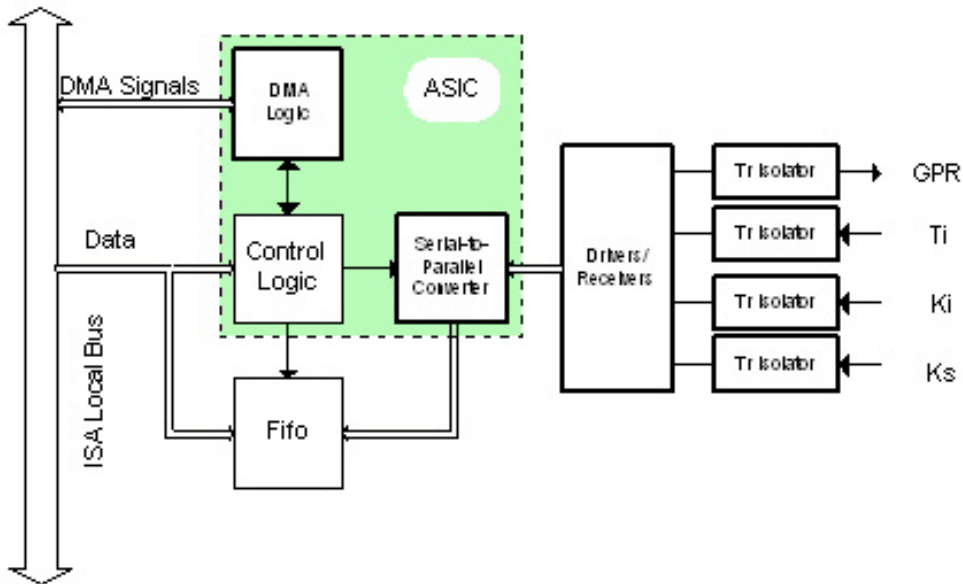 DMA Signals
DMA
Logic
ASIC
Tr Isolator
GPR
Data
Control
Logic
Serial-to-
Parallel
Converter
Drivers/
Receivers
Tr Isolator
Ti
Tr Isolator
Ki
Tr Isolator
Ks
ISA Local Bus
Fifo